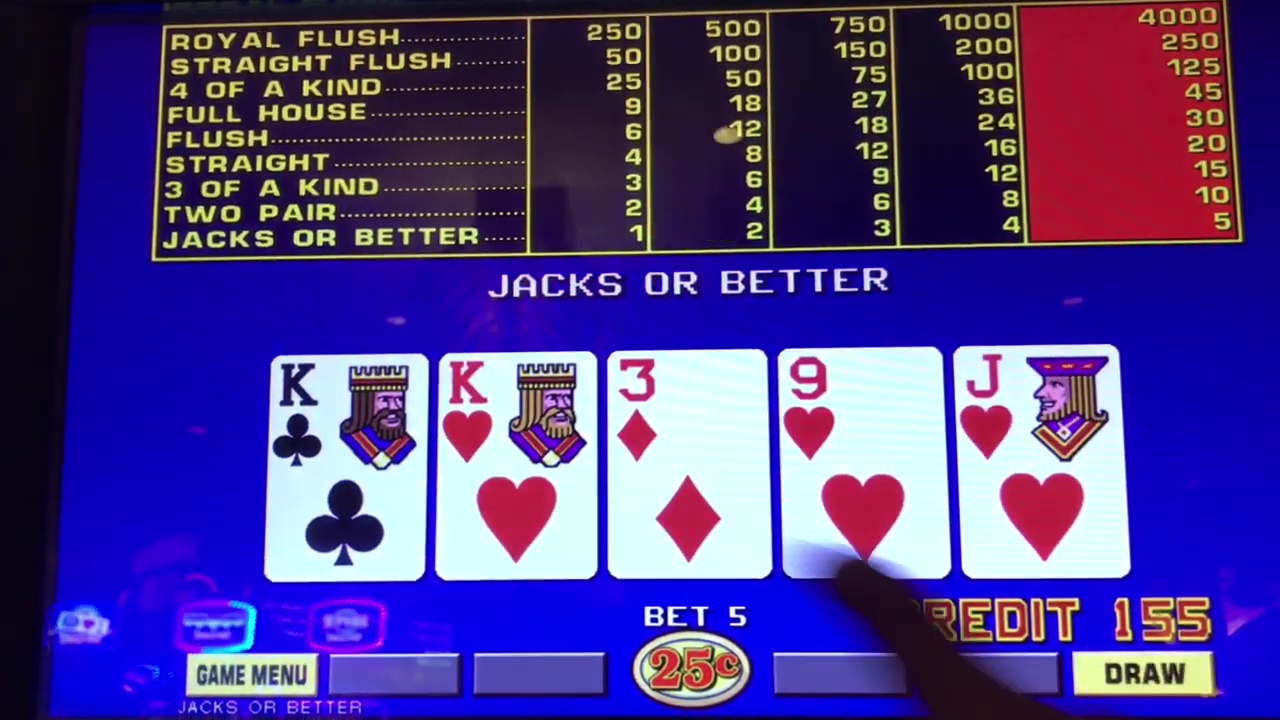 ROYAL FLUSH 250 500 750 1000 4000
STRAIGHT FLUSH 50 100 150 200 250
4 OF A KIND 25 50 75 100 125
FULL HOUSE 9 18 27 36 45
FLUSH 6 12 18 24 30
STRAIGHT 4 8 12 16 20
3 OF A KIND 3 6 9 12 15
TWO PAIR 2 4 6 8 10
JACKS OR BETTER 1 2 3 4 5
JACKS OR BETTER
K K 3 9 J
BET 5
CREDIT 155
GAME MENU 25¢ DRAW
JACKS OR BETTER